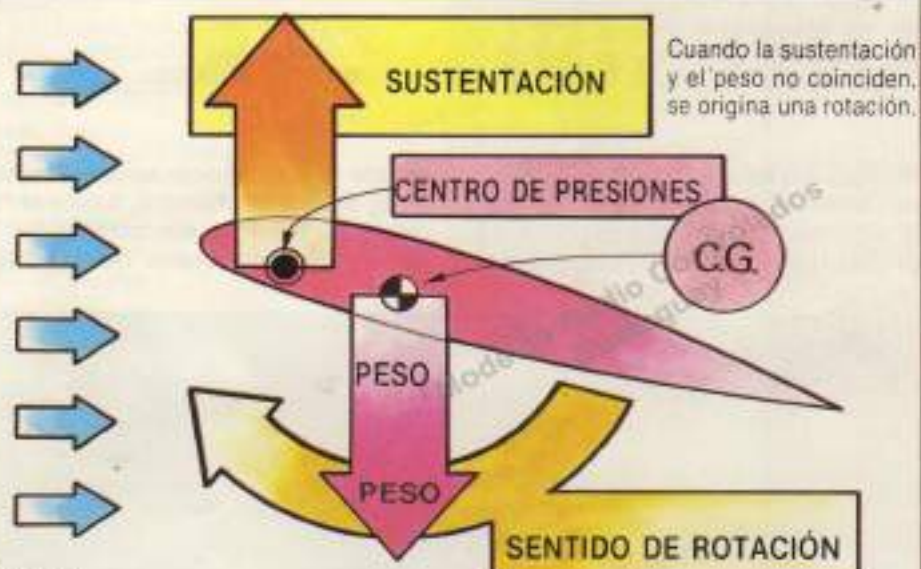 SUSTENTACIÓN
Cuando la sustentación
y el peso no coinciden,
se origina una rotación.
CENTRO DE PRESIONES
C.G.
PESO
PESO
SENTIDO DE ROTACIÓN